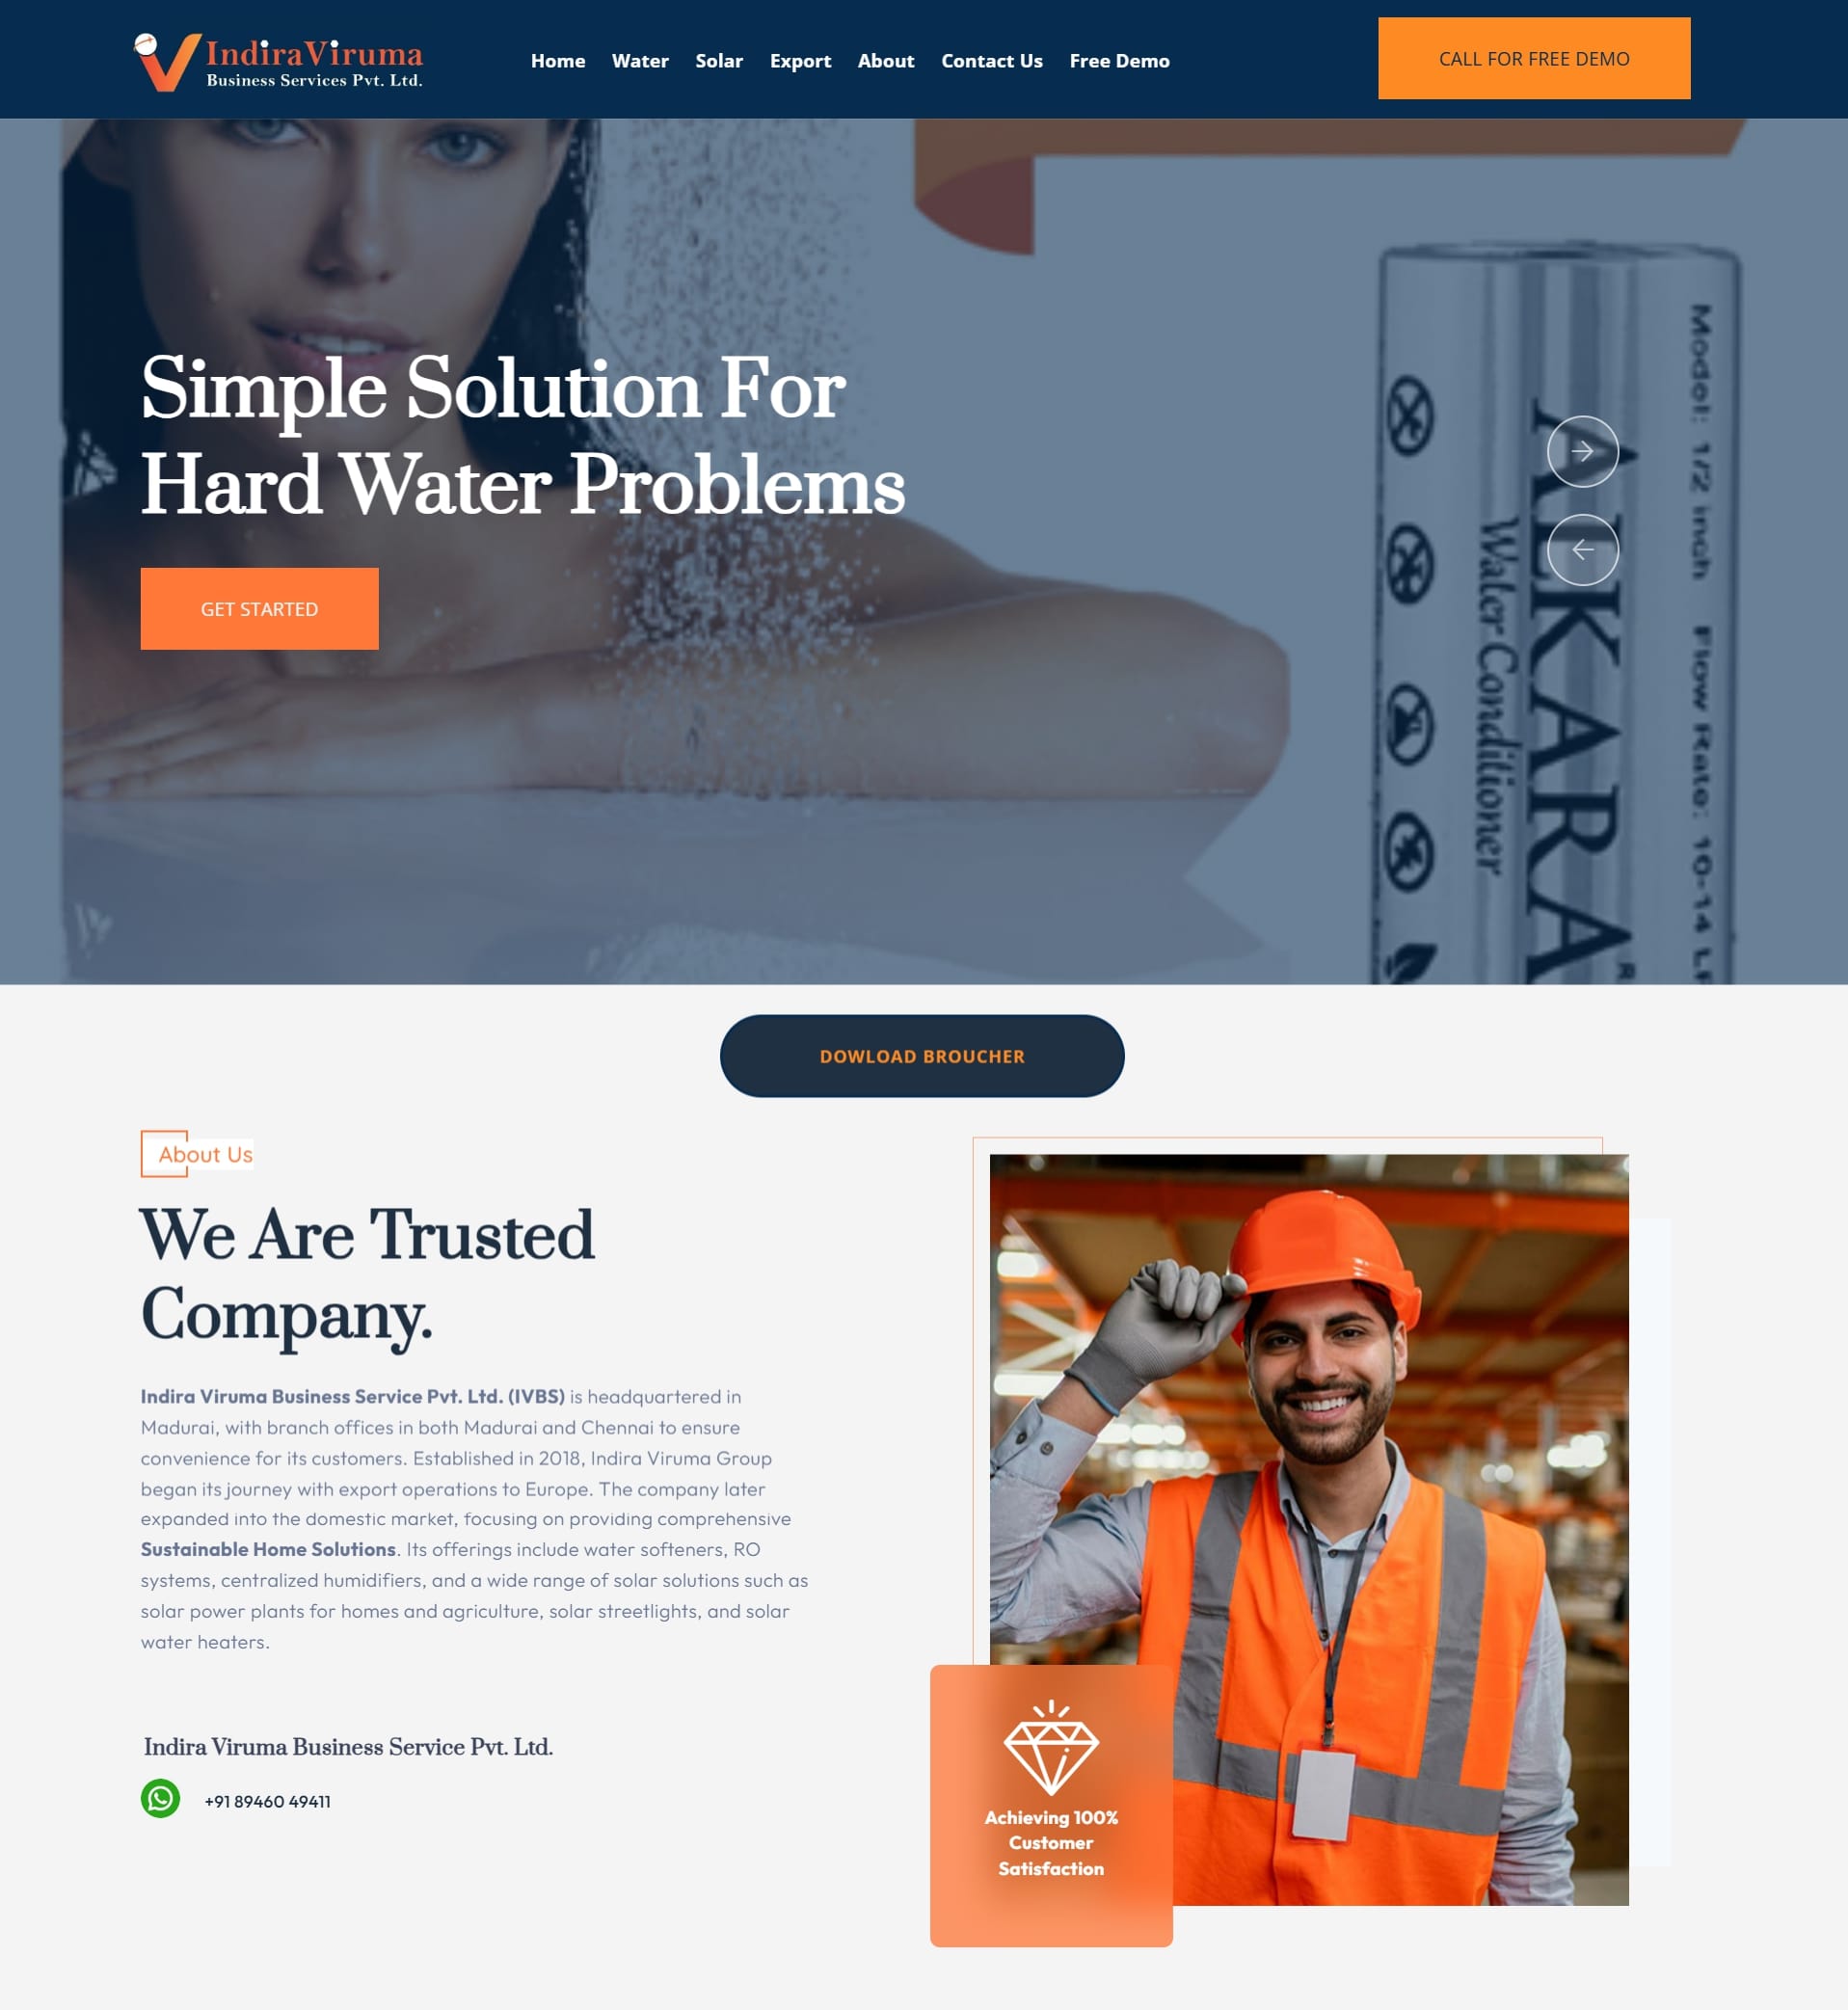 IndiraViruma
Business Services Pvt. Ltd.
Home Water Solar Export About Contact Us Free Demo
CALL FOR FREE DEMO
Simple Solution For
Hard Water Problems
GET STARTED
ALKARA®
Water Conditioner
Model: 1/2 inch Flow Rate: 10-14
DOWLOAD BROUCHER
About Us
We Are Trusted
Company.
Indira Viruma Business Service Pvt. Ltd. (IVBS) is headquartered in
Madurai, with branch offices in both Madurai and Chennai to ensure
convenience for its customers. Established in 2018, Indira Viruma Group
began its journey with export operations to Europe. The company later
expanded into the domestic market, focusing on providing comprehensive
Sustainable Home Solutions. Its offerings include water softeners, RO
systems, centralized humidifiers, and a wide range of solar solutions such as
solar power plants for homes and agriculture, solar streetlights, and solar
water heaters.
Indira Viruma Business Service Pvt. Ltd.
+91 89460 49411
Achieving 100%
Customer
Satisfaction